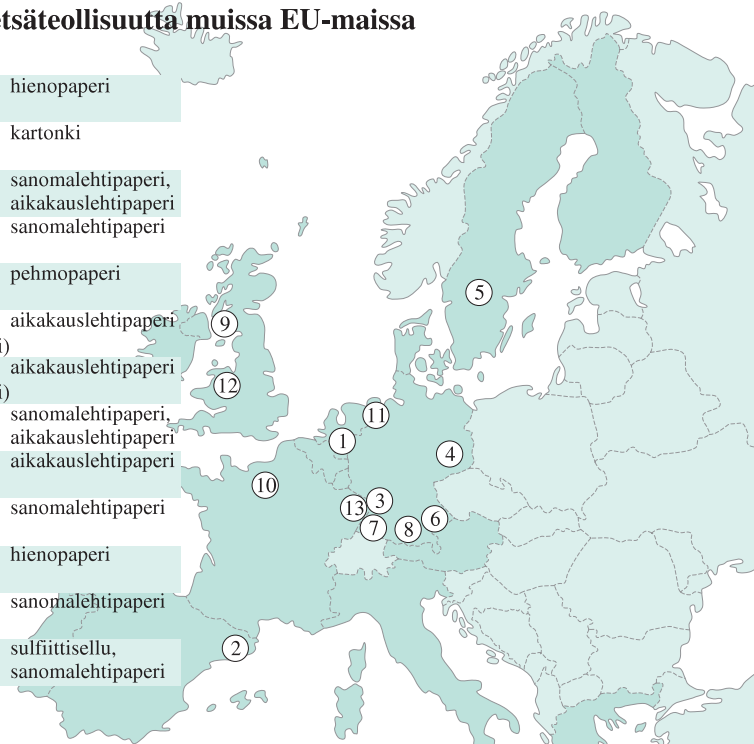 etsäteollisuutta muissa EU-maissa
hienopaperi
kartonki
sanomalehtipaperi,
aikakauslehtipaperi
sanomalehtipaperi
pehmopaperi
aikakauslehtipaperi
i)
aikakauslehtipaperi
i)
sanomalehtipaperi,
aikakauslehtipaperi
aikakauslehtipaperi
sanomalehtipaperi
hienopaperi
sanomalehtipaperi
sulfiittisellu,
sanomalehtipaperi
5
9
12
11
1
4
10
3
13
6
7
8
2